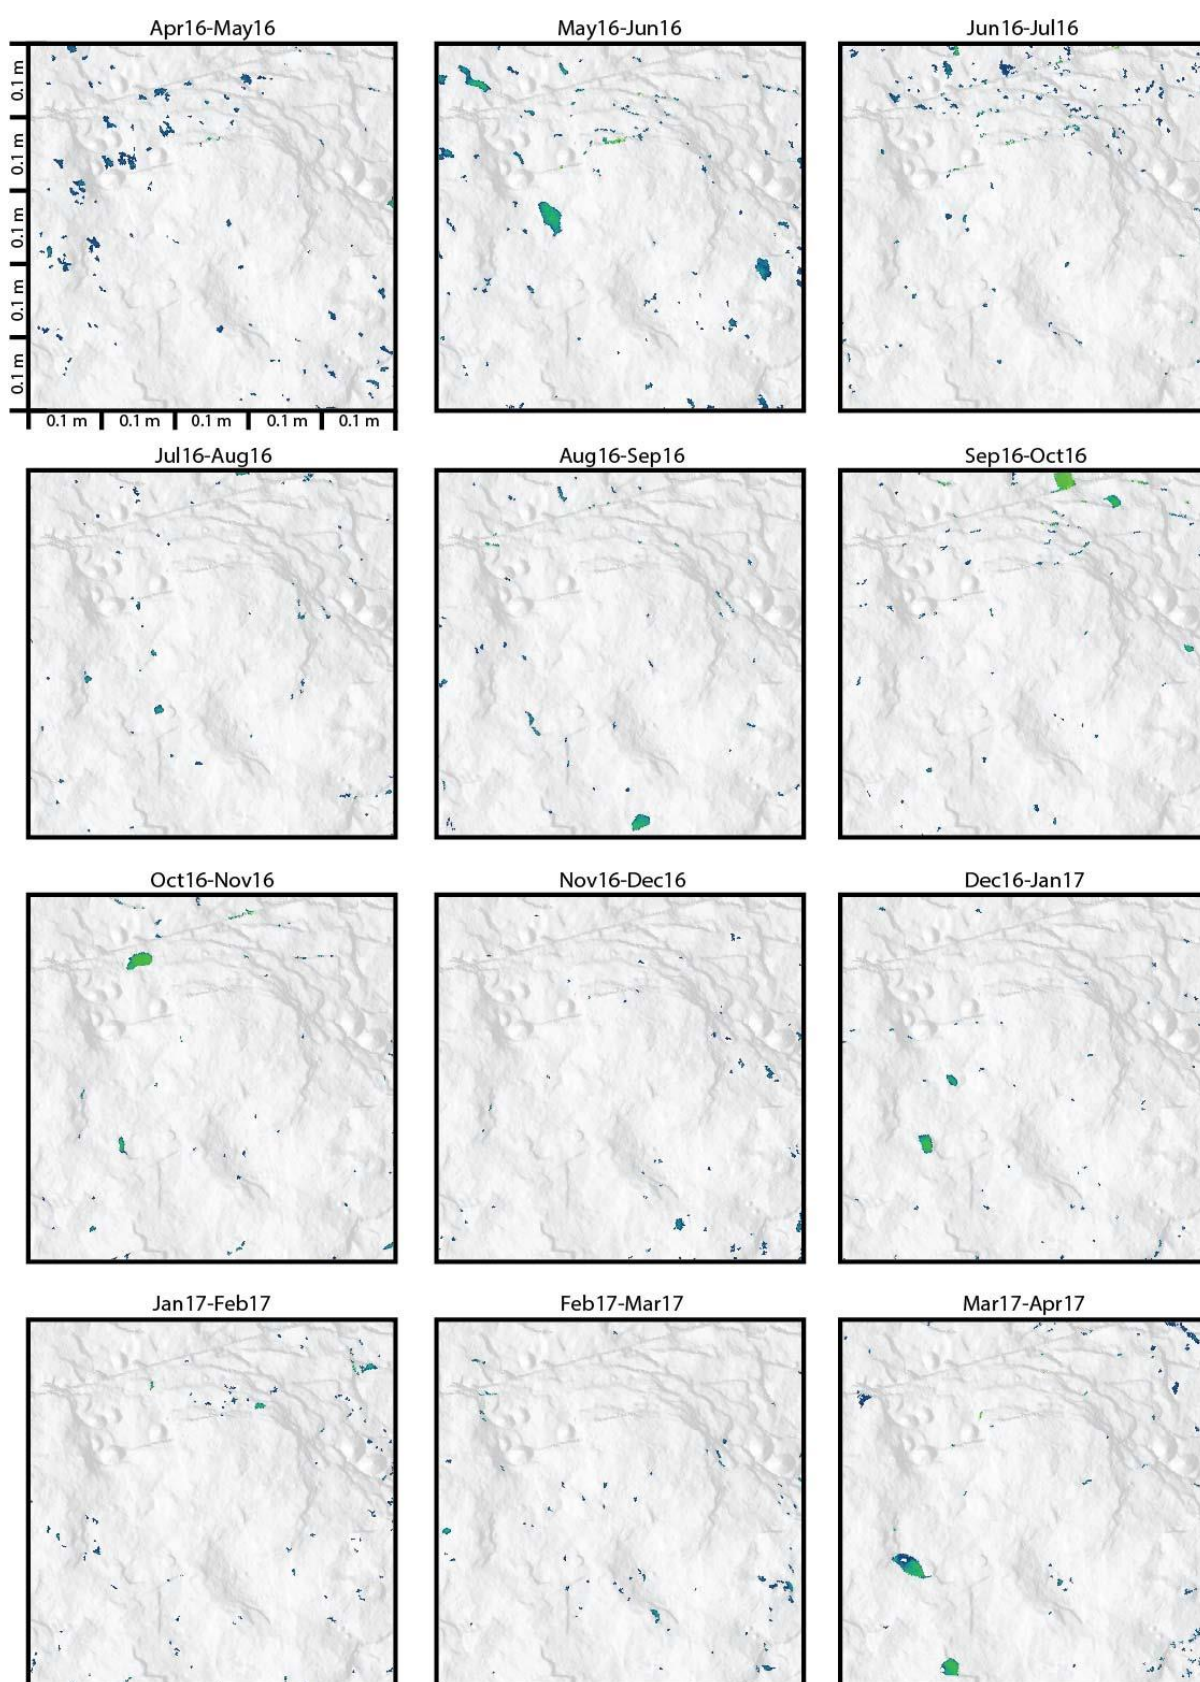 Apr16-May16
May16-Jun16
Jun16-Jul16
0.1 m
0.1 m
0.1 m
0.1 m
0.1 m
0.1 m 0.1 m 0.1 m 0.1 m 0.1 m
Jul16-Aug16
Aug16-Sep16
Sep16-Oct16
Oct16-Nov16
Nov16-Dec16
Dec16-Jan17
Jan17-Feb17
Feb17-Mar17
Mar17-Apr17